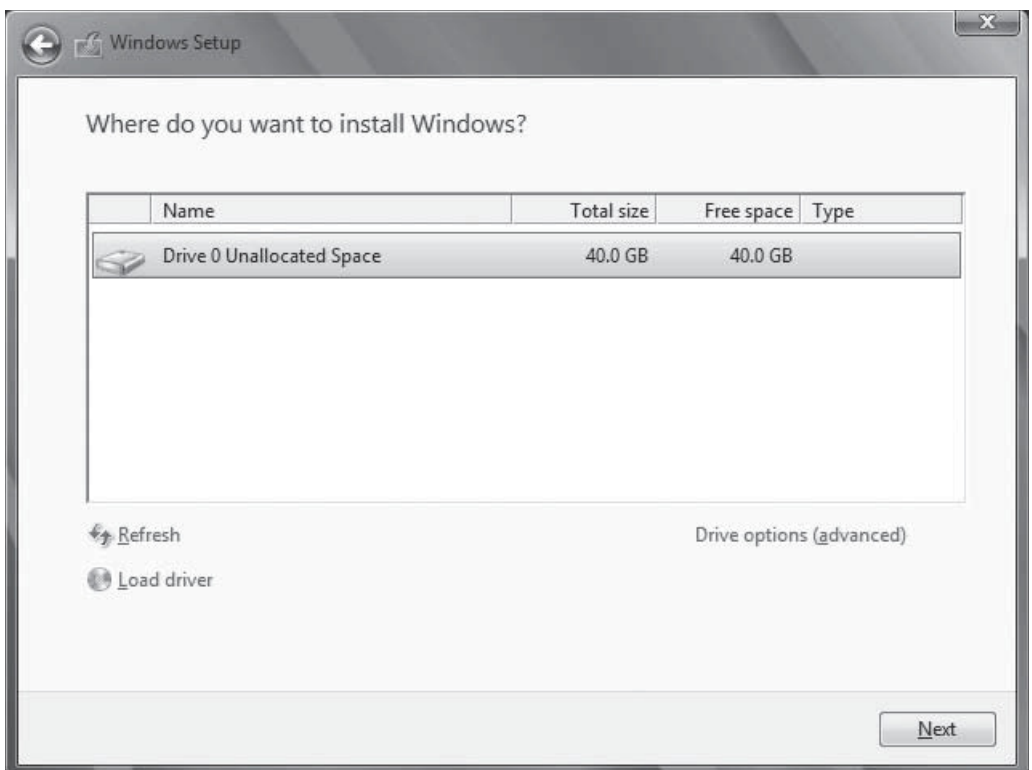 Windows Setup
Where do you want to install Windows?
Name Total size Free space Type
Drive 0 Unallocated Space 40.0 GB 40.0 GB
Refresh Drive options (advanced)
Load driver
Next